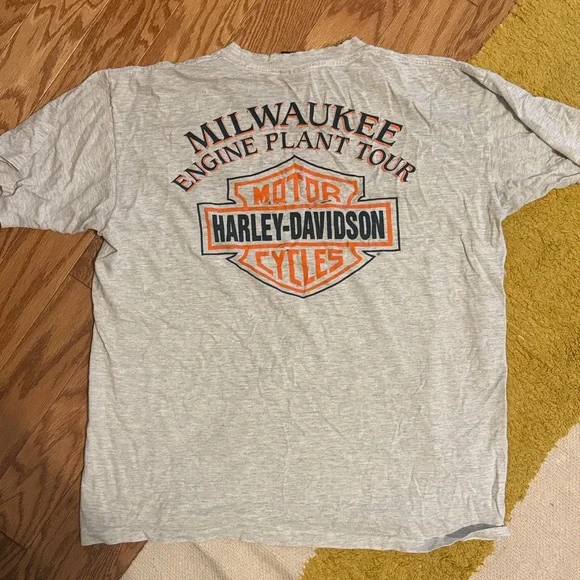 MILWAUKEE
ENGINE PLANT TOUR
MOTOR
HARLEY-DAVIDSON
CYCLES